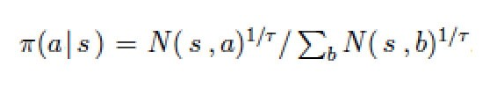 π(a|s) = N(s,a)^{1/τ}/∑_b N(s,b)^{1/τ}